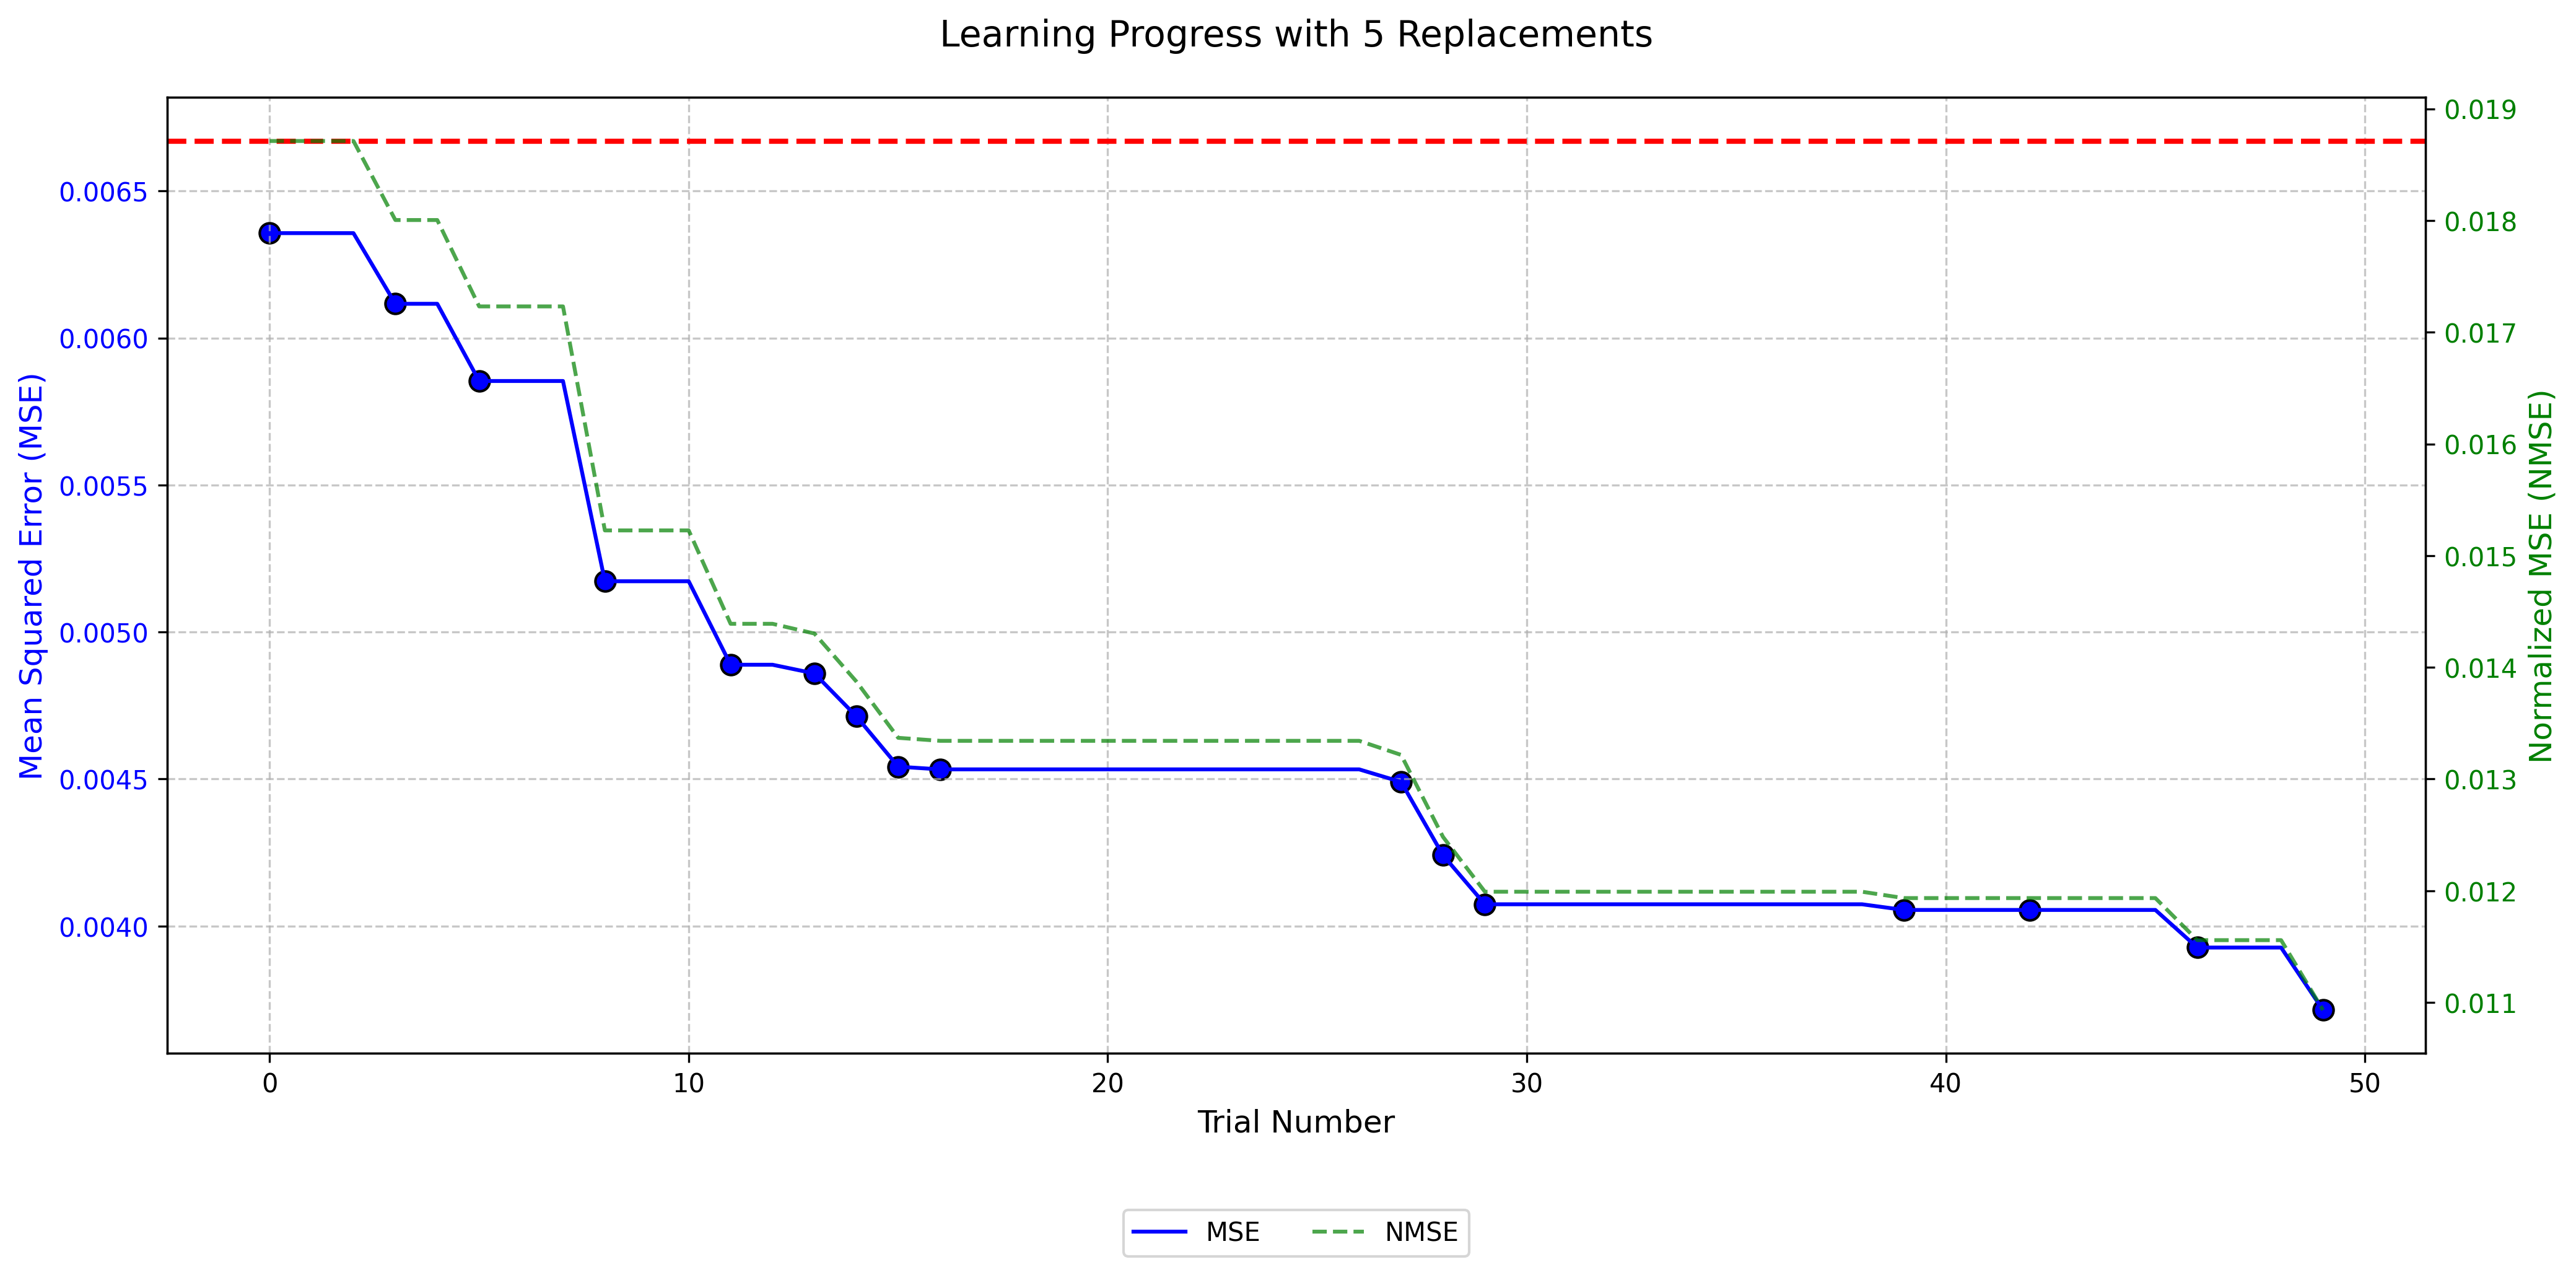 Learning Progress with 5 Replacements
Mean Squared Error (MSE)
0.0065
0.0060
0.0055
0.0050
0.0045
0.0040
0.019
0.018
0.017
0.016
0.015
0.014
0.013
0.012
0.011
Normalized MSE (NMSE)
0 10 20 30 40 50
Trial Number
MSE NMSE